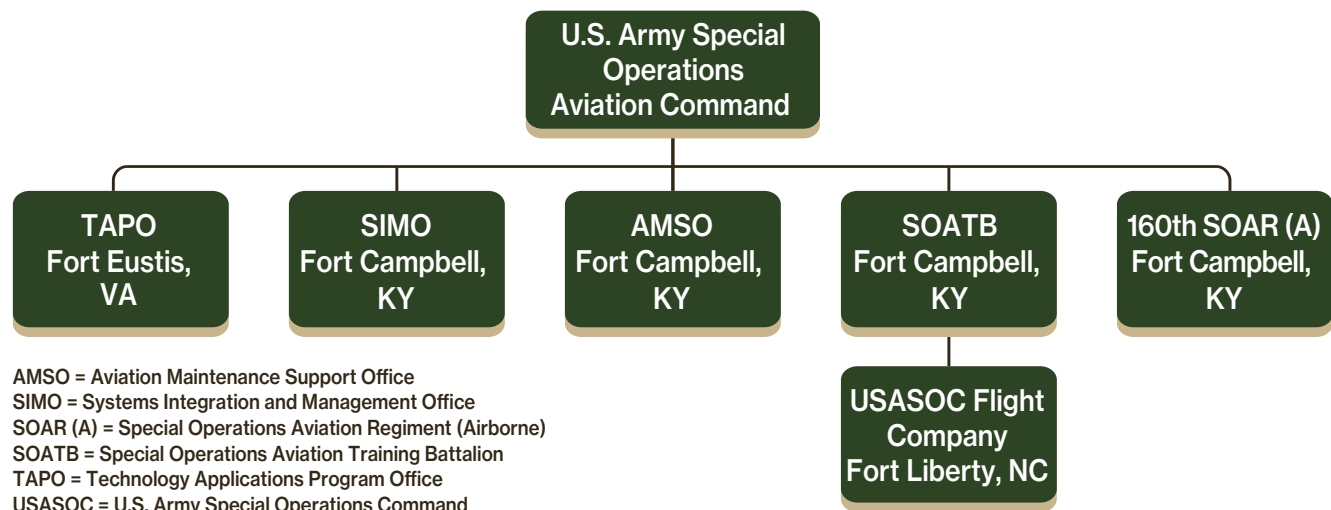 U.S. Army Special
Operations
Aviation Command
TAPO
Fort Eustis,
VA
SIMO
Fort Campbell,
KY
AMSO
Fort Campbell,
KY
SOATB
Fort Campbell,
KY
160th SOAR (A)
Fort Campbell,
KY
USASOC Flight
Company
Fort Liberty, NC
AMSO = Aviation Maintenance Support Office
SIMO = Systems Integration and Management Office
SOAR (A) = Special Operations Aviation Regiment (Airborne)
SOATB = Special Operations Aviation Training Battalion
TAPO = Technology Applications Program Office
USASOC = U.S. Army Special Operations Command